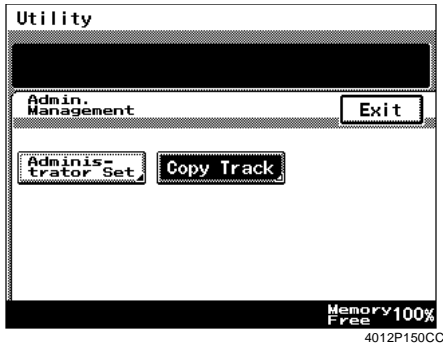 Utility
Admin.
Management
Exit
Adminis-
trator Set
Copy Track
Memory 100%
Free
4012P150CC